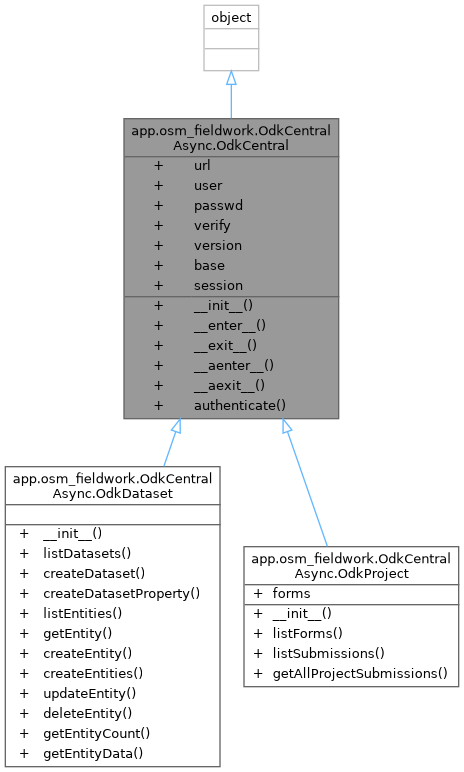 object
app.osm_fieldwork.OdkCentral
Async.OdkCentral
+ url
+ user
+ passwd
+ verify
+ version
+ base
+ session
+ __init__()
+ __enter__()
+ __exit__()
+ __aenter__()
+ __aexit__()
+ authenticate()
app.osm_fieldwork.OdkCentral
Async.OdkDataset
+ __init__()
+ listDatasets()
+ createDataset()
+ createDatasetProperty()
+ listEntities()
+ getEntity()
+ createEntity()
+ createEntities()
+ updateEntity()
+ deleteEntity()
+ getEntityCount()
+ getEntityData()
app.osm_fieldwork.OdkCentral
Async.OdkProject
+ forms
+ __init__()
+ listForms()
+ listSubmissions()
+ getAllProjectSubmissions()